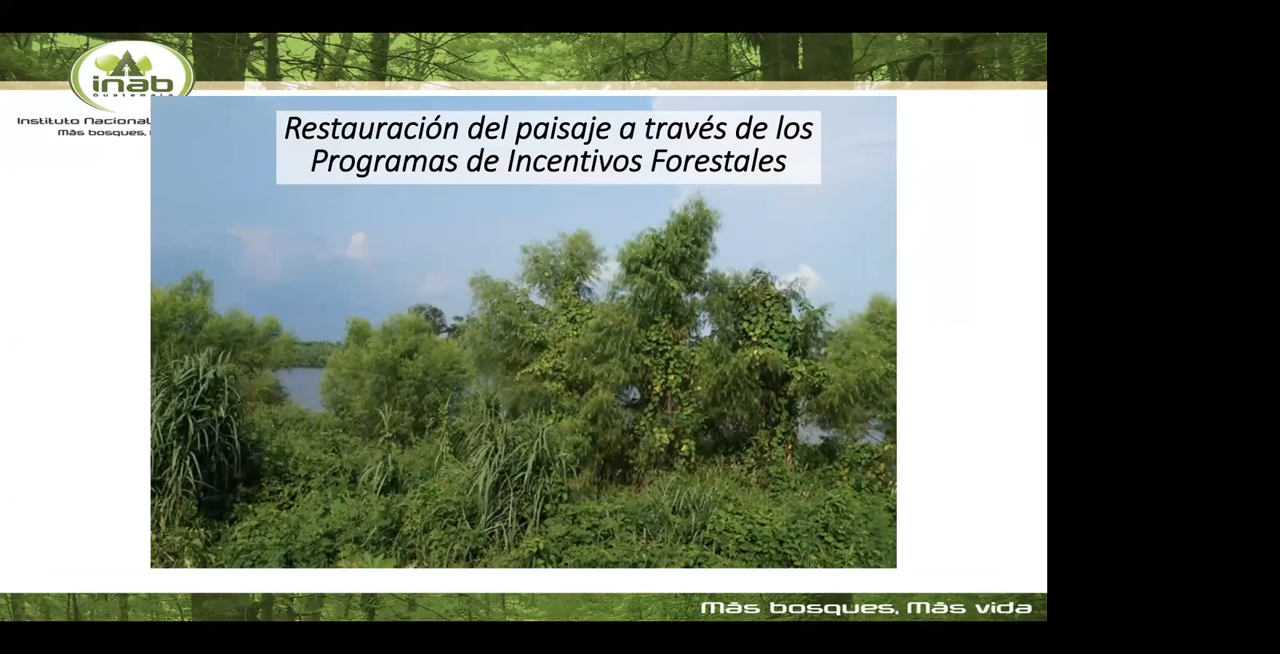 inab
Guatemala
Instituto Nacional
Más bosques,
Restauración del paisaje a través de los
Programas de Incentivos Forestales
Más bosques, Más vida